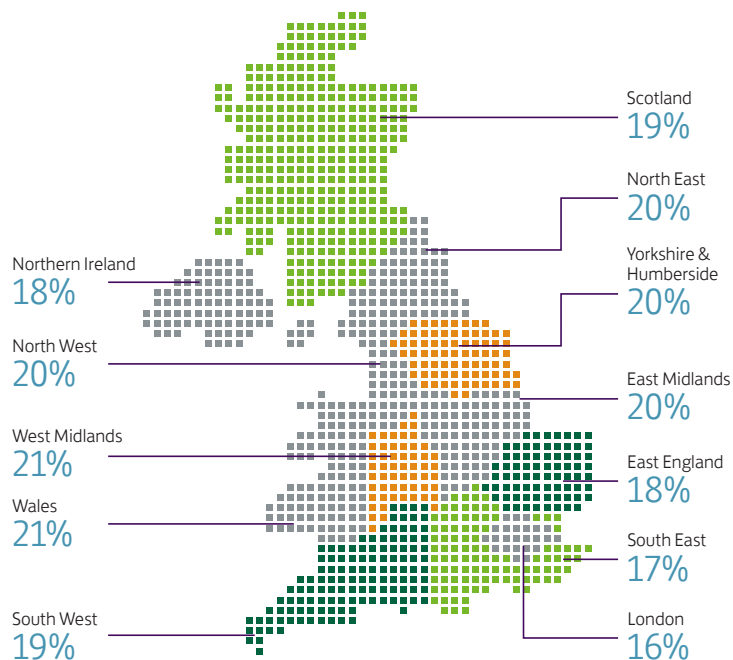 Scotland
19%
North East
20%
Northern Ireland
18%
Yorkshire &
Humberside
20%
North West
20%
East Midlands
20%
West Midlands
21%
East England
18%
Wales
21%
South East
17%
South West
19%
London
16%